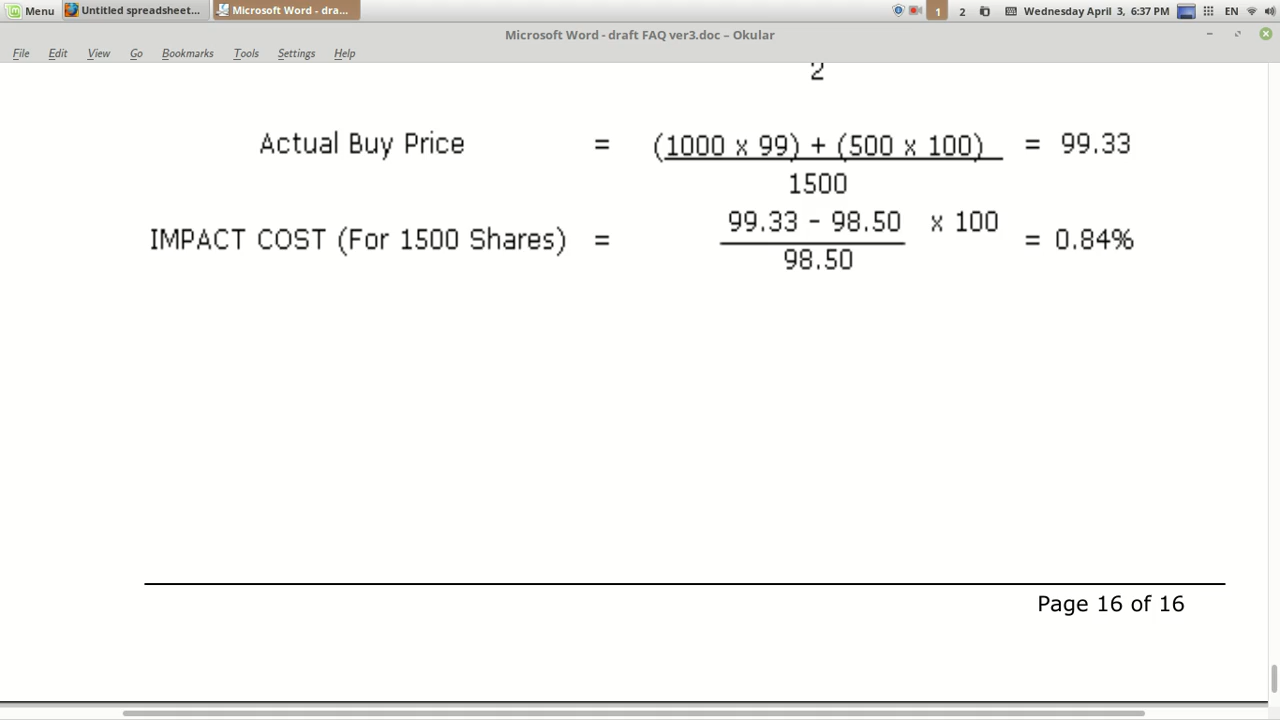 Menu Untitled spreadsheet... Microsoft Word - dra... 1 2 Wednesday April 3, 6:37 PM EN
Microsoft Word - draft FAQ ver3.doc – Okular
File Edit View Go Bookmarks Tools Settings Help
2
Actual Buy Price = (1000 x 99) + (500 x 100) = 99.33
1500
99.33 - 98.50 x 100
IMPACT COST (For 1500 Shares) = = 0.84%
98.50
Page 16 of 16